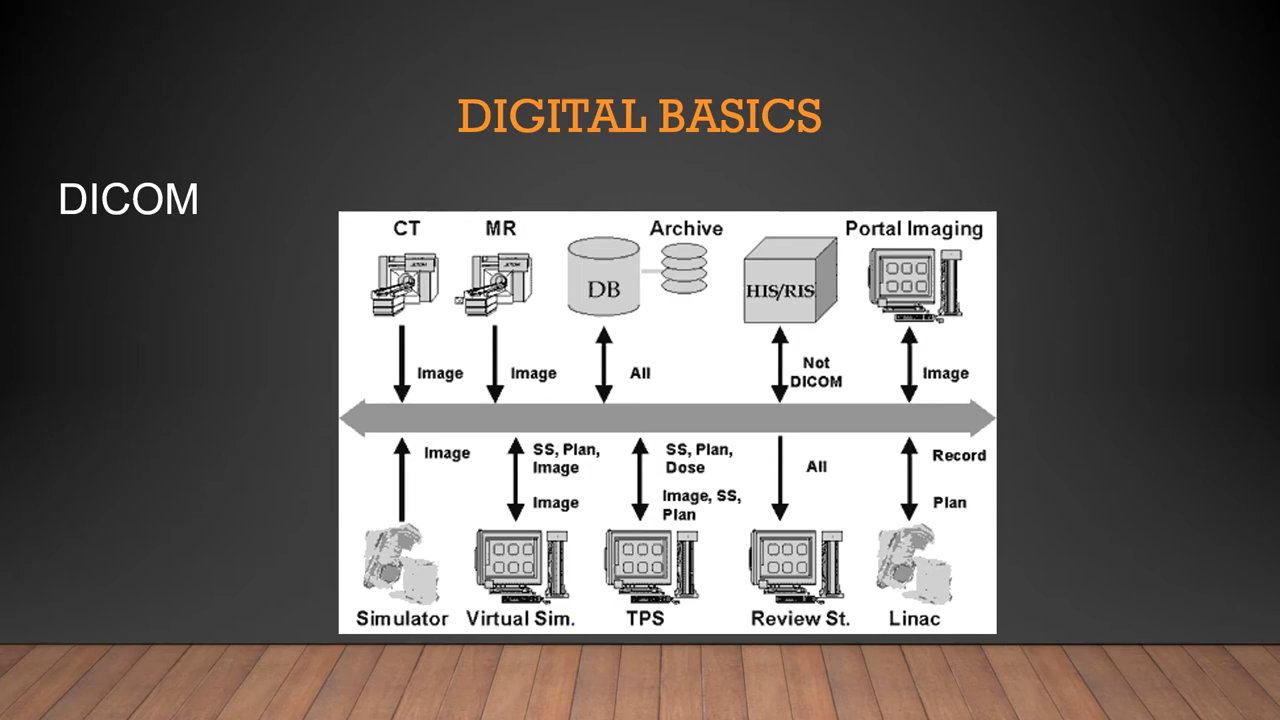 DIGITAL BASICS
DICOM
CT
MR
Archive
Portal Imaging
DB
HIS/RIS
Image
Image
All
Not
DICOM
Image
Image
SS, Plan,
Image
Image
SS, Plan,
Dose
Image, SS,
Plan
All
Record
Plan
Simulator
Virtual Sim.
TPS
Review St.
Linac